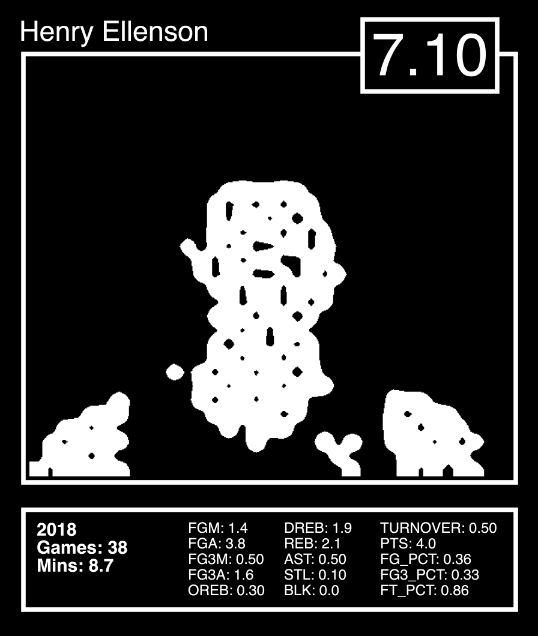 Henry Ellenson
7.10
2018
Games: 38
Mins: 8.7
FGM: 1.4
FGA: 3.8
FG3M: 0.50
FG3A: 1.6
OREB: 0.30
DREB: 1.9
REB: 2.1
AST: 0.50
STL: 0.10
BLK: 0.0
TURNOVER: 0.50
PTS: 4.0
FG_PCT: 0.36
FG3_PCT: 0.33
FT_PCT: 0.86